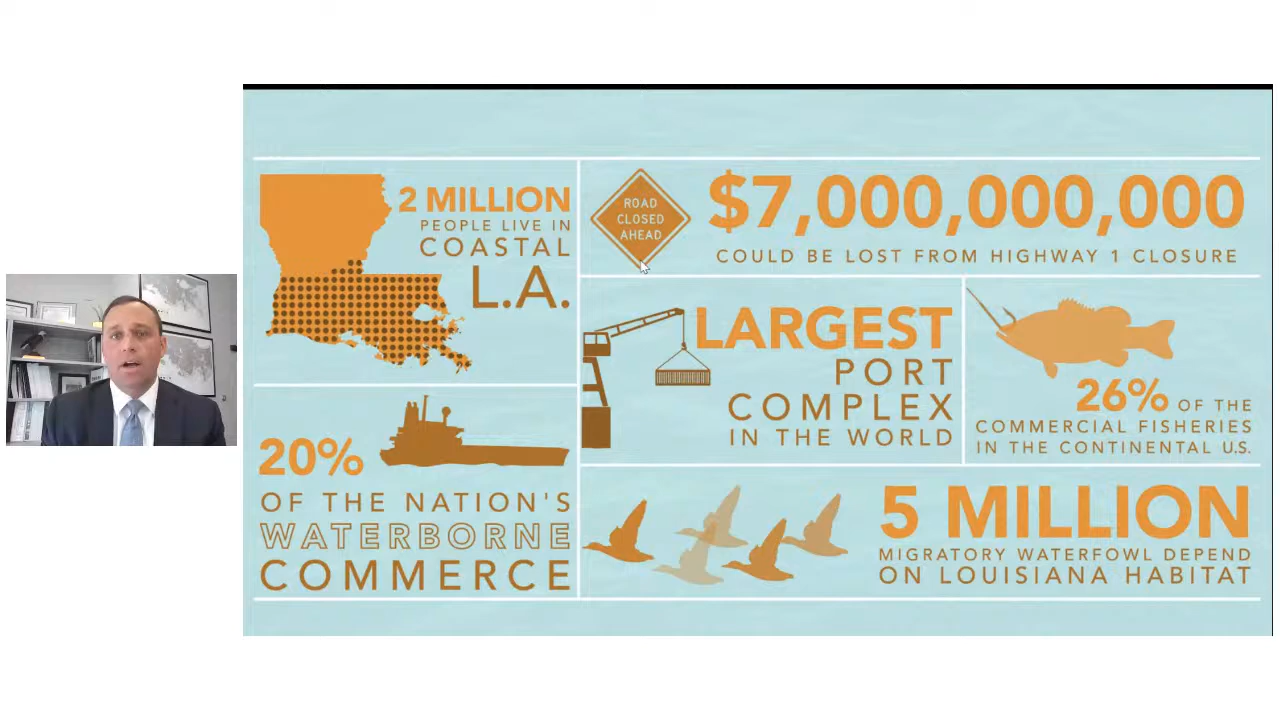 2 MILLION
PEOPLE LIVE IN
COASTAL
L.A.
ROAD
CLOSED
AHEAD
$7,000,000,000
COULD BE LOST FROM HIGHWAY 1 CLOSURE
LARGEST
PORT
COMPLEX
IN THE WORLD
26% OF THE
COMMERCIAL FISHERIES
IN THE CONTINENTAL U.S.
20%
OF THE NATION'S
WATERBORNE
COMMERCE
5 MILLION
MIGRATORY WATERFOWL DEPEND
ON LOUISIANA HABITAT